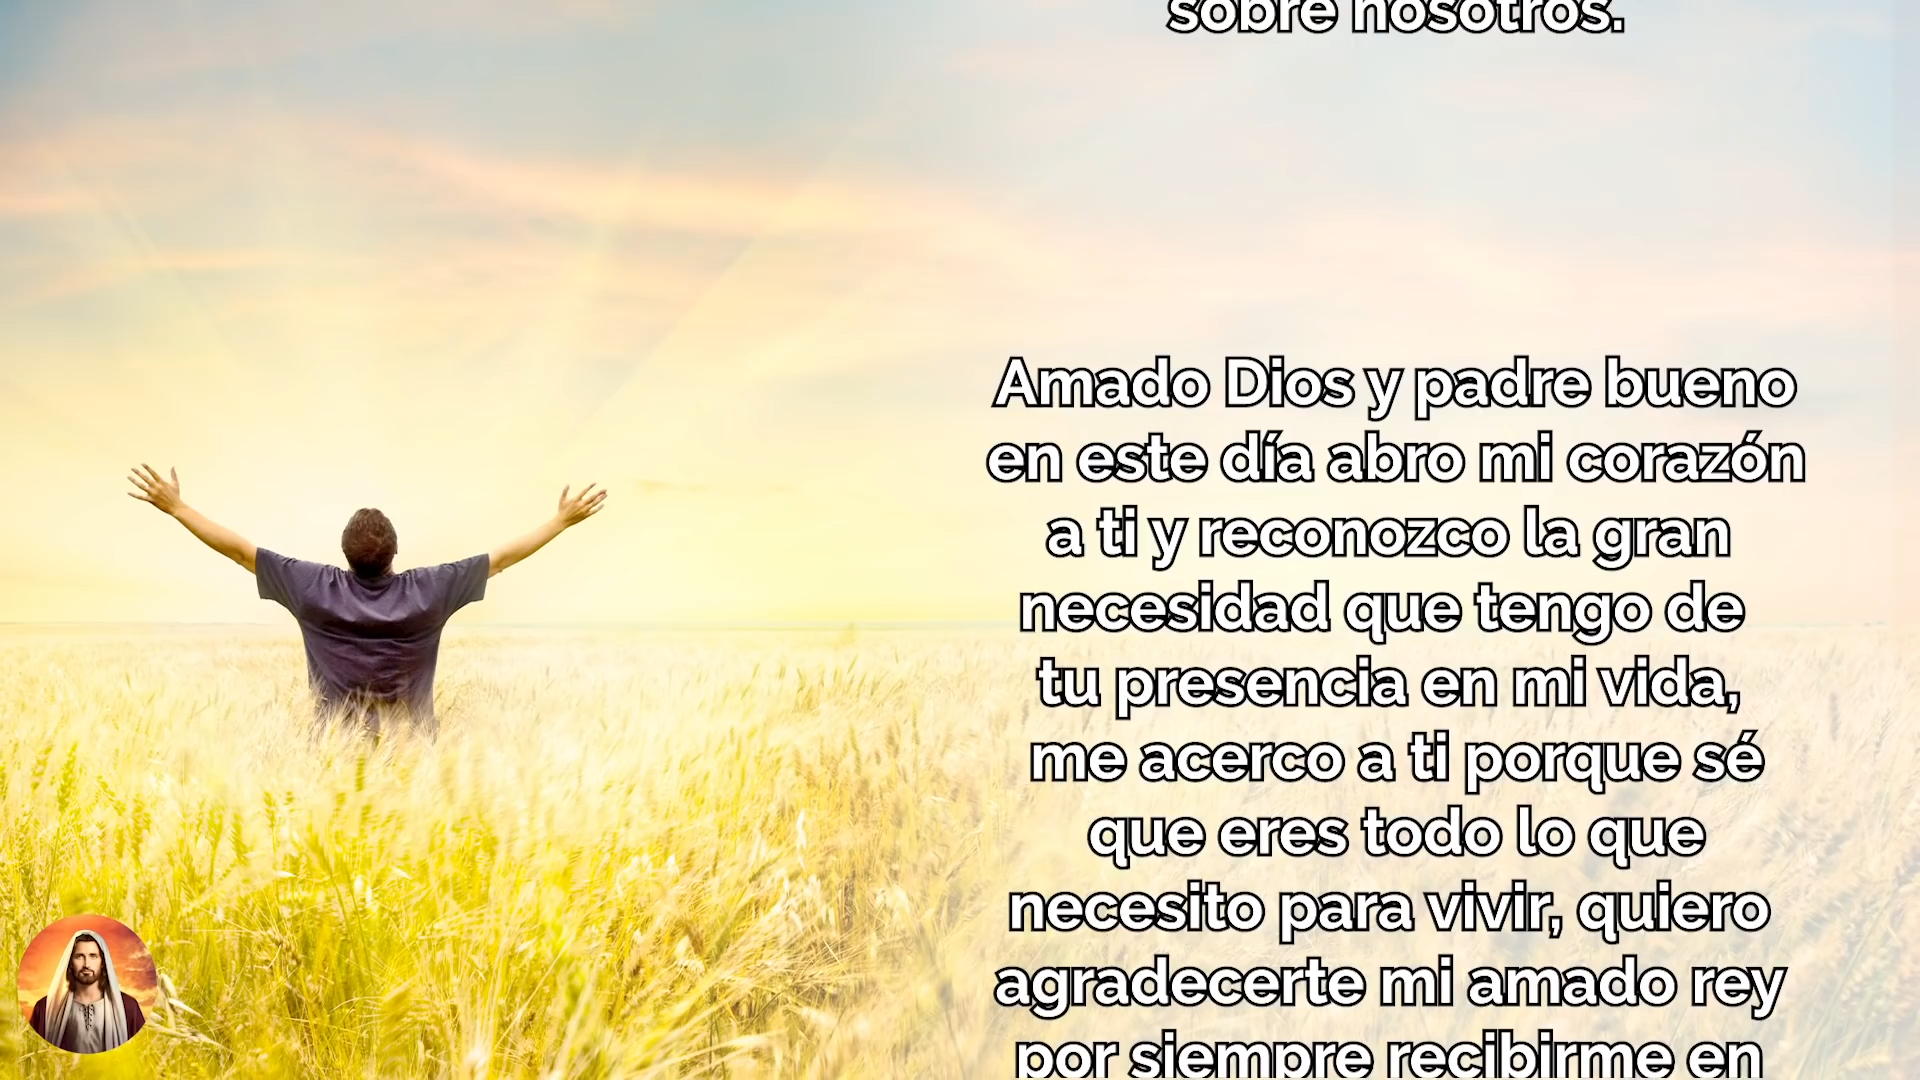 sobre nosotros.
Amado Dios y padre bueno
en este día abro mi corazón
a ti y reconozco la gran
necesidad que tengo de
tu presencia en mi vida,
me acerco a ti porque sé
que eres todo lo que
necesito para vivir, quiero
agradecerte mi amado rey
por siempre recibirme en